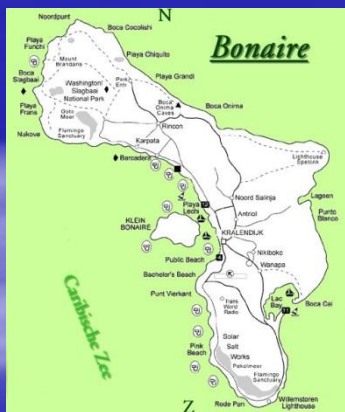 N
Noordpunt
Boca Cocolishi
Playa Funchi
Playa Chiquito
Bonaire
Boca Slagbaai
Mount Brandaris
Playa Grandi
Washington/
Slagbaai
National Park
Playa Frans
Boca Onima Caves
Boca Onima
Goto Meer
Rincon
Nukove
Flamingo Sanctuary
Karpata
Barcadera
Lighthouse
Playa Lechi
Noord Salinja
Lagoen
Antriol
Punto Blanco
KLEIN
BONAIRE
KRALENDIJK
Public Beach
Nikiboko
Bachelor's Beach
Wanapa
Caribische Zee
Punt Vierkant
Lac Bay
Boca Cai
Trans World Radio
11
Pink Beach
Solar
Salt
Works
Pekelmeer
Flamingo
Sanctuary
Willemstoren
Lighthouse
Rode Pan
Z